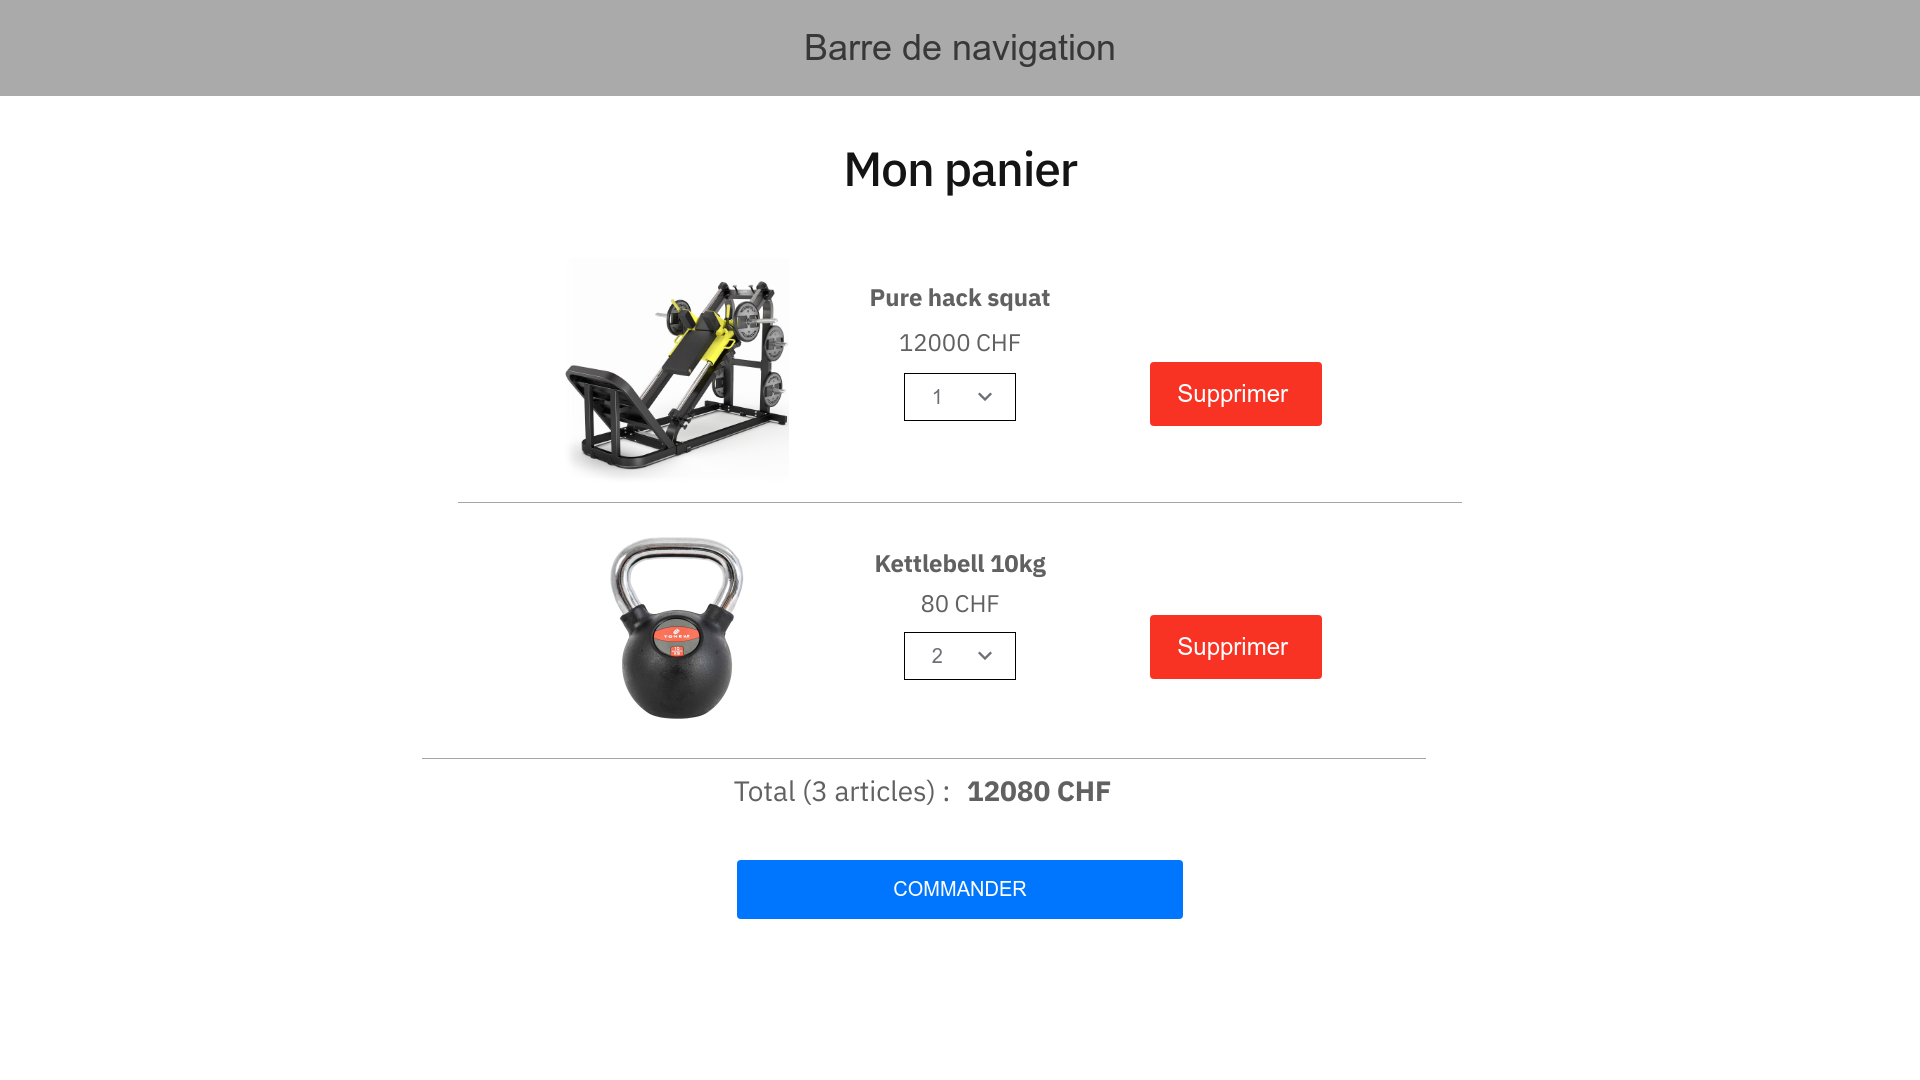 Barre de navigation
Mon panier
Pure hack squat
12000 CHF
1
Supprimer
Kettlebell 10kg
80 CHF
2
Supprimer
Total (3 articles) : 12080 CHF
COMMANDER